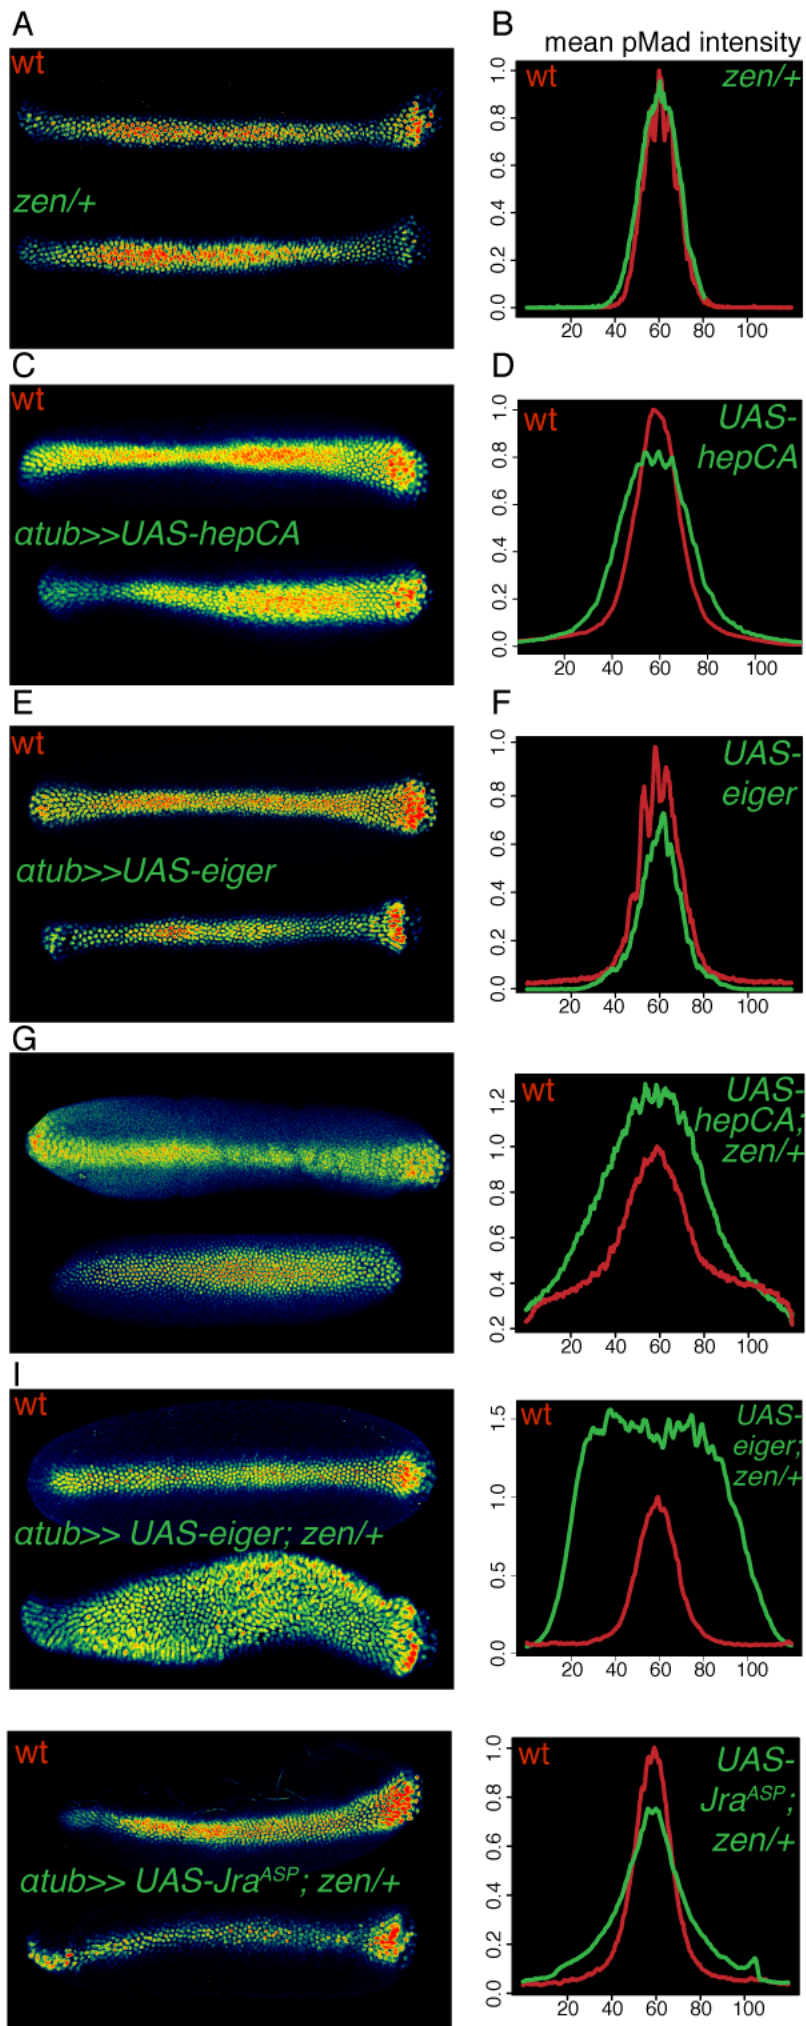 A
B
mean pMad intensity
wt
zen/+
wt
zen/+
1.0
0.8
0.6
0.4
0.2
0.0
20 40 60 80 100
C
D
wt
αtub>>UAS-hepCA
wt
UAS-
hepCA
1.0
0.8
0.6
0.4
0.2
0.0
20 40 60 80 100
E
F
wt
αtub>>UAS-eiger
wt
UAS-
eiger
1.0
0.8
0.6
0.4
0.2
0.0
20 40 60 80 100
G
wt
UAS-
hepCA;
zen/+
1.2
1.0
0.8
0.6
0.4
0.2
20 40 60 80 100
I
wt
αtub>> UAS-eiger; zen/+
wt
UAS-
eiger;
zen/+
1.5
1.0
0.5
0.0
20 40 60 80 100
wt
αtub>> UAS-Jraᴬˢᴾ; zen/+
wt
UAS-
Jraᴬˢᴾ;
zen/+
1.0
0.8
0.6
0.4
0.2
0.0
20 40 60 80 100